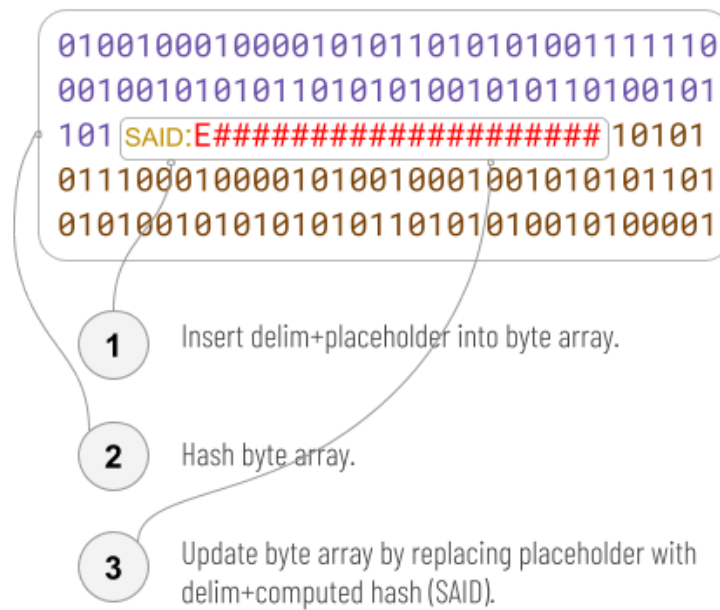 0100100010000101011010101001111110
0010010101011010101001010110100101
101 SAID:E#################### 10101
0111000100001010010001001010101101
0101001010101010110101010010100001
1 Insert delim+placeholder into byte array.
2 Hash byte array.
3 Update byte array by replacing placeholder with
delim+computed hash (SAID).